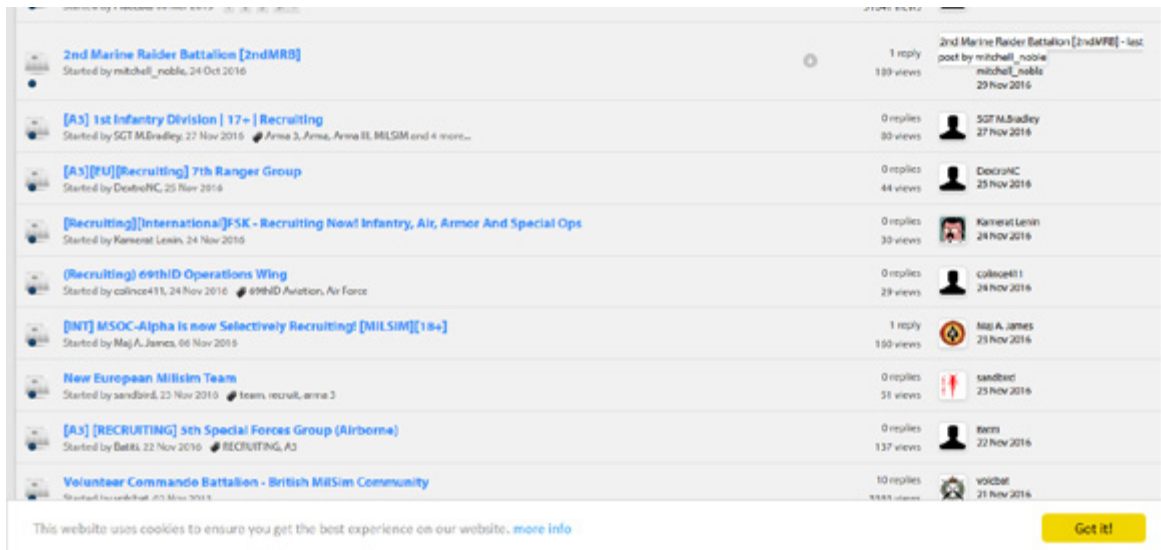 2nd Marine Raider Battalion [2ndMRB]
Started by mitchell_noble, 24 Oct 2016
1 reply
views
2nd Marine Raider Battalion [2ndMRB] - last
post by mitchell_noble
mitchell_noble
29 Nov 2016
[A3] 1st Infantry Division | 17+ | Recruiting
Started by SGT M.Bradley, 27 Nov 2016 Arma 3, Arma, Arma III, MILSIM and 4 more...
0 replies
80 views
SGT M.Bradley
27 Nov 2016
[A3][EU][Recruiting] 7th Ranger Group
Started by DextroNC, 25 Nov 2016
0 replies
44 views
DextroNC
25 Nov 2016
[Recruiting][International]FSK - Recruiting Now! Infantry, Air, Armor And Special Ops
Started by Kamerat Lenin, 24 Nov 2016
0 replies
30 views
Kamerat Lenin
24 Nov 2016
(Recruiting) 69thID Operations Wing
Started by colince411, 24 Nov 2016 69thID Aviation, Air Force
0 replies
29 views
colince411
24 Nov 2016
[INT] MSOC-Alpha is now Selectively Recruiting! [MILSIM][18+]
Started by Maj A. James, 06 Nov 2016
1 reply
views
Maj A. James
23 Nov 2016
New European Milisim Team
Started by sandbird, 23 Nov 2016 team, recruit, arma 3
0 replies
51 views
sandbird
23 Nov 2016
[A3] [RECRUITING] 5th Special Forces Group (Airborne)
Started by Batiti, 22 Nov 2016 RECRUITING, A3
0 replies
137 views
22 Nov 2016
Volunteer Commando Battalion - British MilSim Community
Started by volcbat,
10 replies
views
volcbat
21 Nov 2016
This website uses cookies to ensure you get the best experience on our website. more info
Got it!